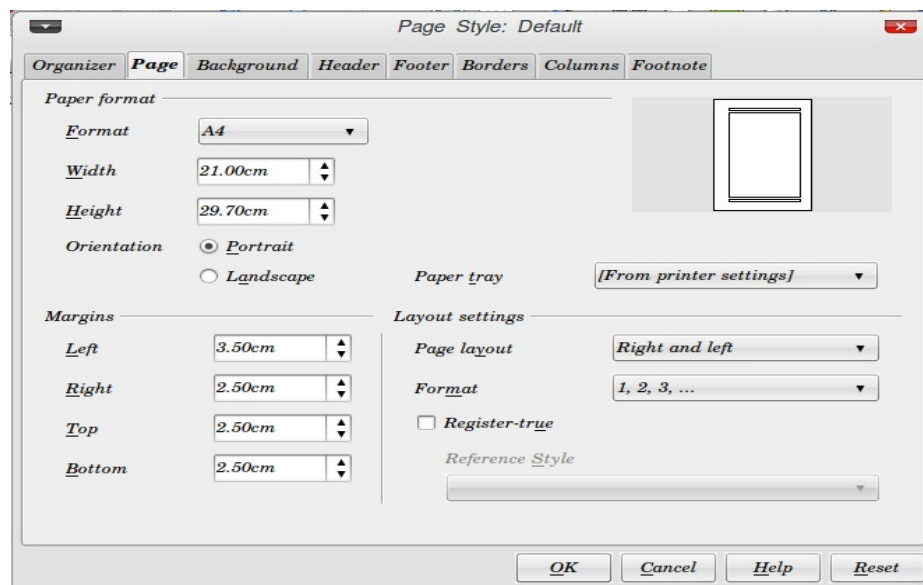 Page Style: Default
Organizer Page Background Header Footer Borders Columns Footnote
Paper format
Format A4
Width 21.00cm
Height 29.70cm
Orientation Portrait
Landscape
Paper tray [From printer settings]
Margins
Left 3.50cm
Right 2.50cm
Top 2.50cm
Bottom 2.50cm
Layout settings
Page layout Right and left
Format 1, 2, 3, ...
Register-true
Reference Style
OK Cancel Help Reset